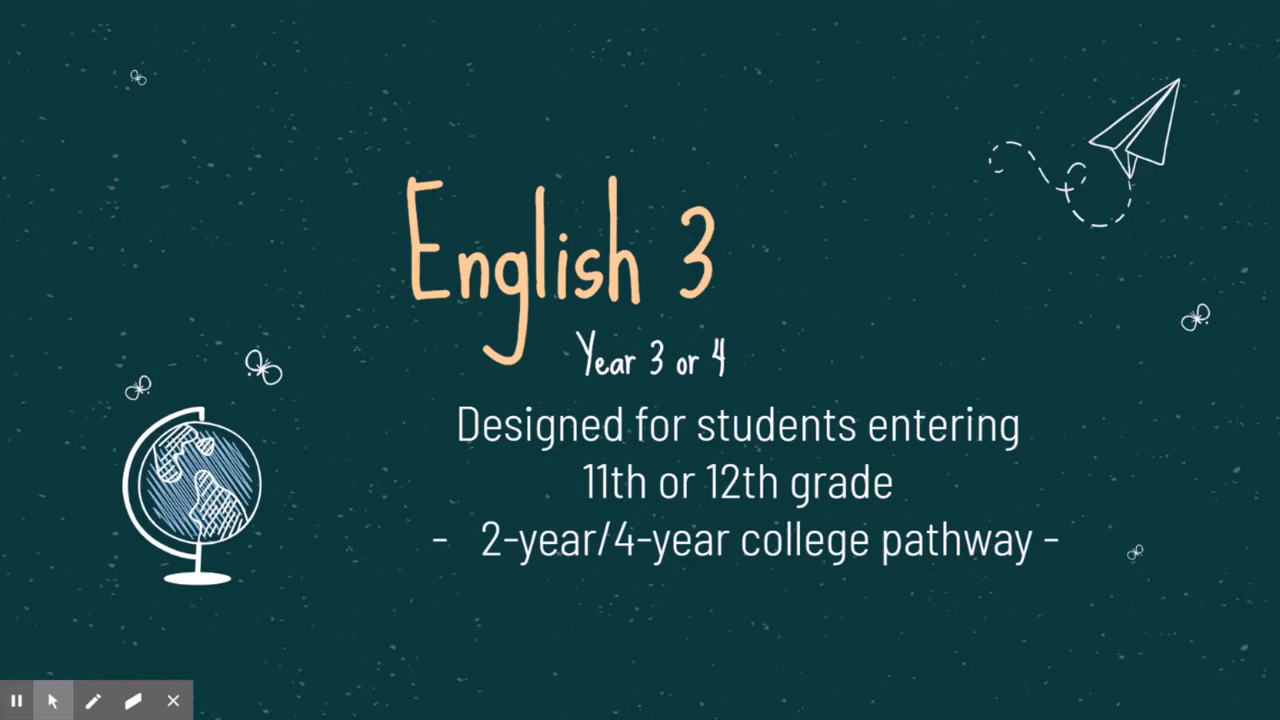 English 3
Year 3 or 4
Designed for students entering
11th or 12th grade
- 2-year/4-year college pathway -